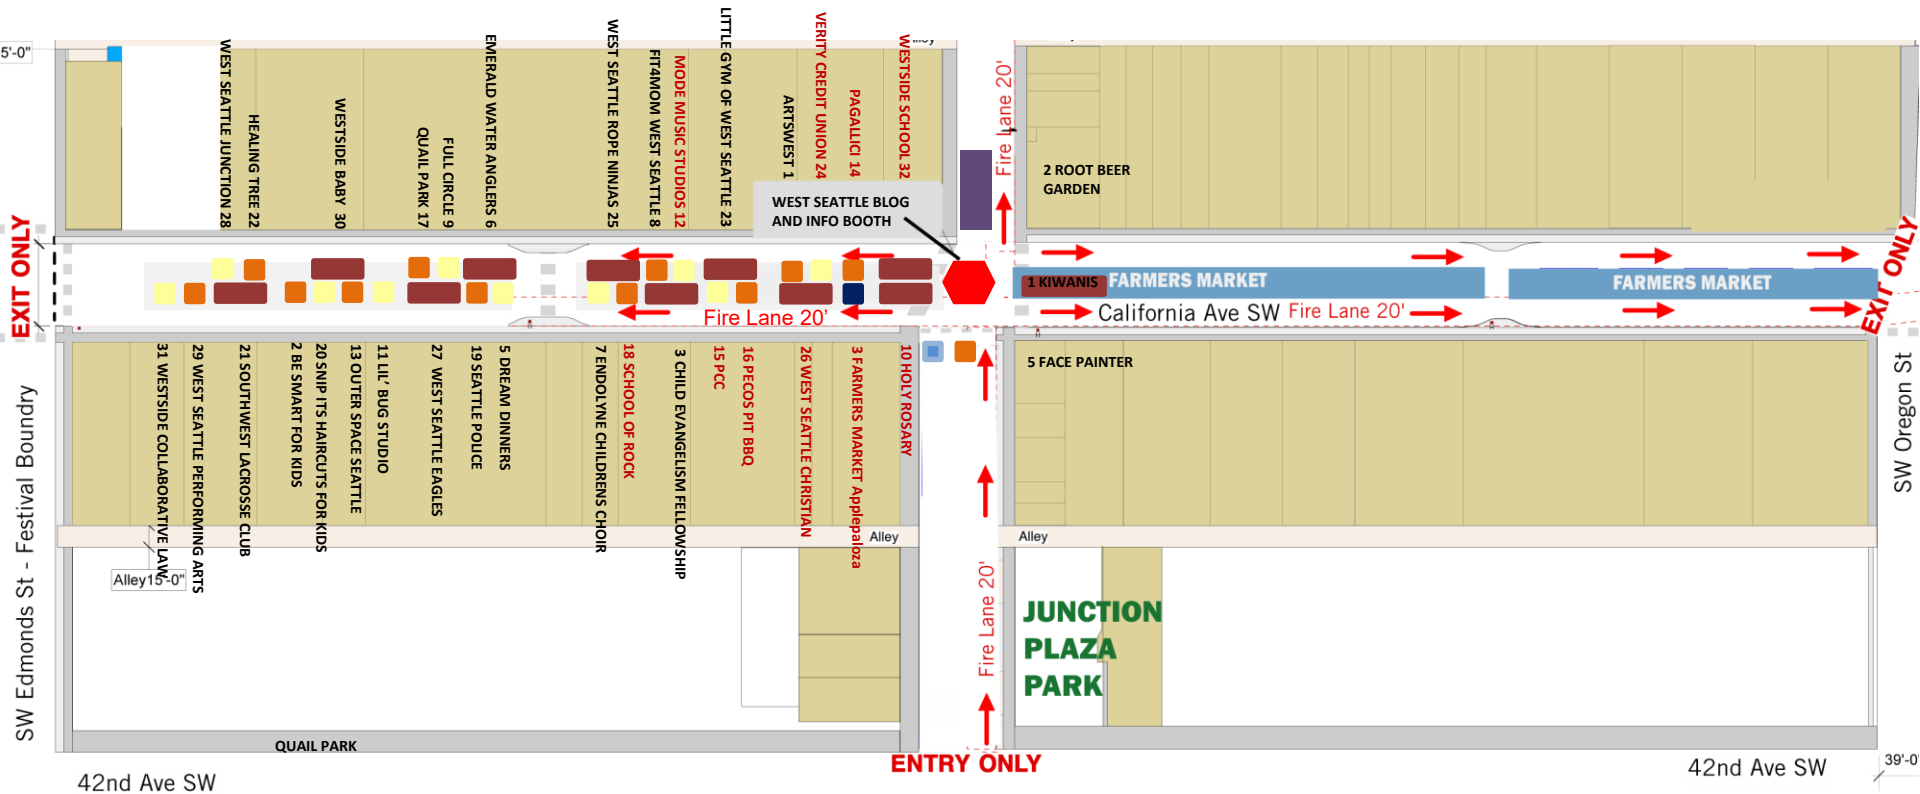 5'-0"
WEST SEATTLE JUNCTION 28
HEALING TREE 22
WESTSIDE BABY 30
QUAIL PARK 17
FULL CIRCLE 9
EMERALD WATER ANGLERS 6
WEST SEATTLE ROPE NINJAS 25
FIT4MOM WEST SEATTLE 8
MODE MUSIC STUDIOS 12
LITTLE GYM OF WEST SEATTLE 23
ARTSWEST 1
VERITY CREDIT UNION 24
PAGALLICI 14
WESTSIDE SCHOOL 32
WEST SEATTLE BLOG
AND INFO BOOTH
Fire Lane 20'
2 ROOT BEER
GARDEN
EXIT ONLY
1 KIWANIS
FARMERS MARKET
FARMERS MARKET
EXIT ONLY
Fire Lane 20'
California Ave SW
Fire Lane 20'
31 WESTSIDE COLLABORATIVE LAW
29 WEST SEATTLE PERFORMING ARTS
21 SOUTHWEST LACROSSE CLUB
2 BE SMART FOR KIDS
20 SNIP ITS HAIRCUTS FOR KIDS
13 OUTER SPACE SEATTLE
11 LIL' BUG STUDIO
27 WEST SEATTLE EAGLES
19 SEATTLE POLICE
5 DREAM DINNERS
7 ENDOLYNE CHILDRENS CHOIR
18 SCHOOL OF ROCK
3 CHILD EVANGELISM FELLOWSHIP
15 PCC
16 PECOS PIT BBQ
26 WEST SEATTLE CHRISTIAN
3 FARMERS MARKET Applepaloza
10 HOLY ROSARY
5 FACE PAINTER
SW Edmonds St - Festival Boundry
SW Oregon St
Alley
Alley
Alley15'-0"
Fire Lane 20'
JUNCTION
PLAZA
PARK
QUAIL PARK
ENTRY ONLY
42nd Ave SW
42nd Ave SW